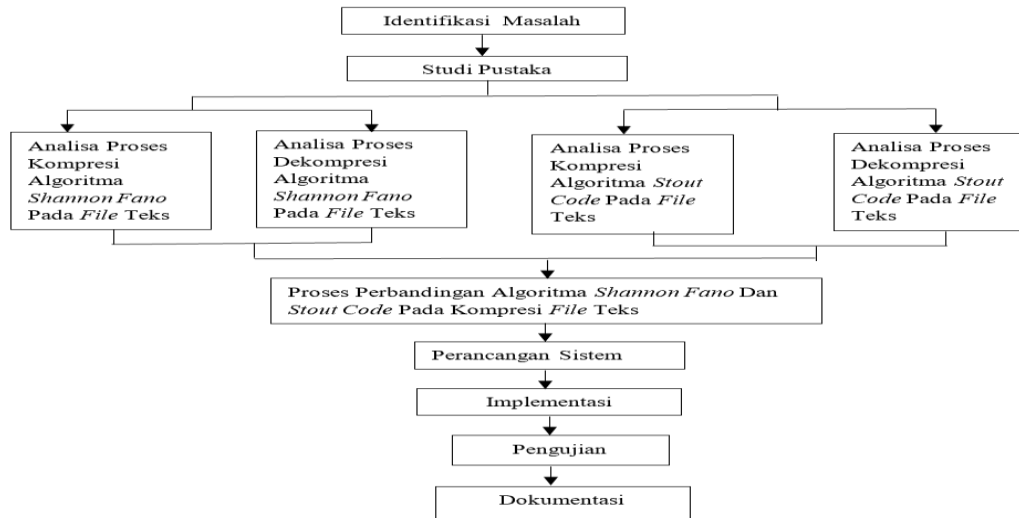 Identifikasi Masalah
Studi Pustaka
Analisa Proses
Kompresi
Algoritma
Shannon Fano
Pada File Teks
Analisa Proses
Dekompresi
Algoritma
Shannon Fano
Pada File Teks
Analisa Proses
Kompresi
Algoritma Stout
Code Pada File
Teks
Analisa Proses
Dekompresi
Algoritma Stout
Code Pada File
Teks
Proses Perbandingan Algoritma Shannon Fano Dan
Stout Code Pada Kompresi File Teks
Perancangan Sistem
Implementasi
Pengujian
Dokumentasi